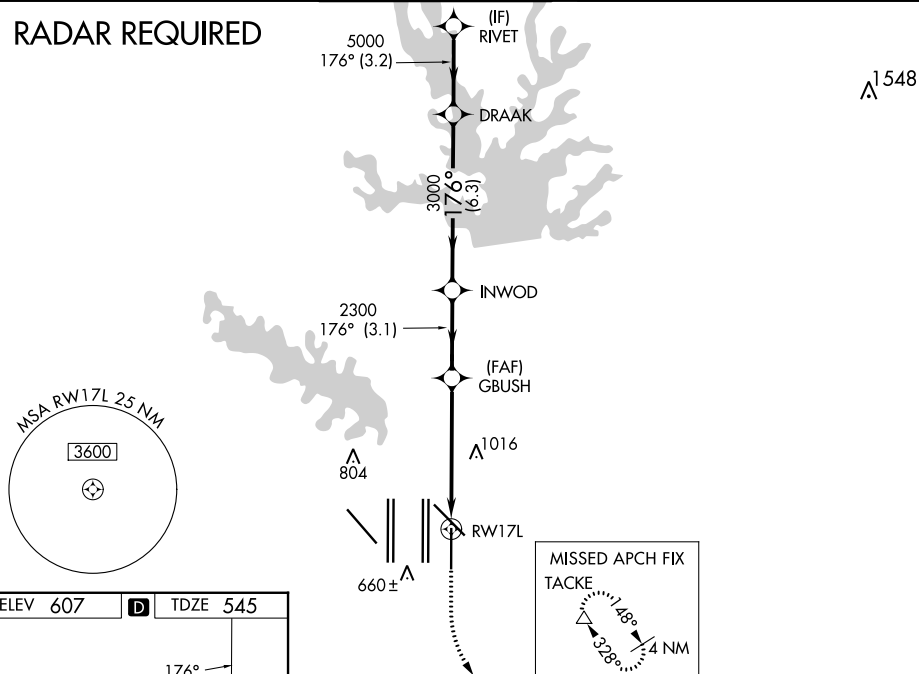 RADAR REQUIRED
(IF)
RIVET
5000
176° (3.2)
1548
DRAAK
3000
176°
(6.3)
INWOD
2300
176° (3.1)
(FAF)
GBUSH
MSA RW17L 25 NM
3600
1016
804
RW17L
660±
MISSED APCH FIX
TACKE
148°
328°
4 NM
ELEV 607
D
TDZE 545
176°